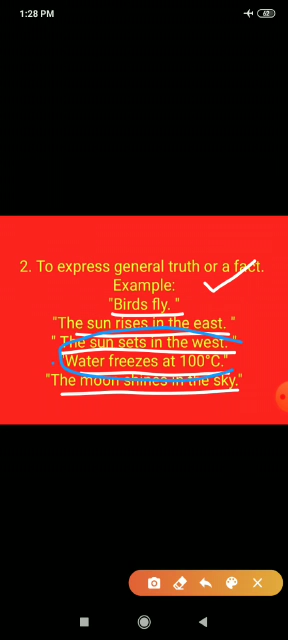 1:28 PM
62
2. To express general truth or a fact.
Example:
"Birds fly. "
"The sun rises in the east. "
" The sun sets in the west. "
"Water freezes at 100°C."
"The moon shines in the sky."